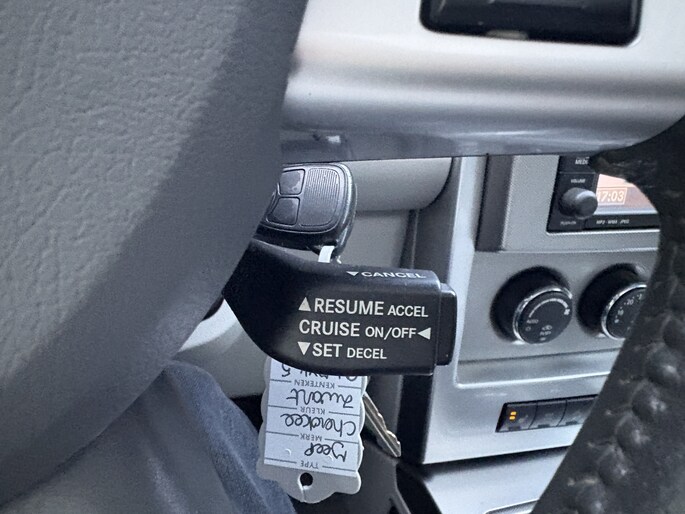 17:03
▼CANCEL
▲RESUME ACCEL
CRUISE ON/OFF◀
▼SET DECEL
TYPE
MERK
Jeep
Cherokee
KLEUR
zwart
KENTEKEN